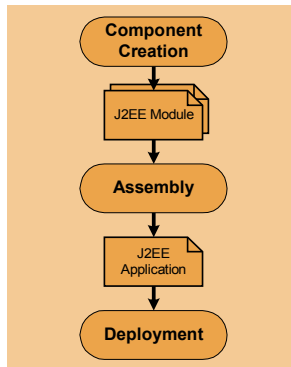 Component
Creation
J2EE Module
Assembly
J2EE
Application
Deployment